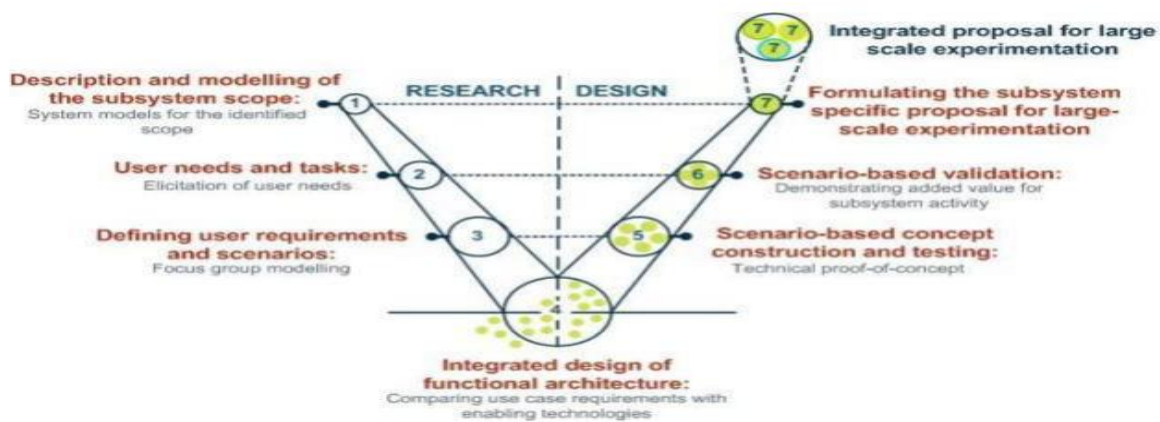 7 7
7
Integrated proposal for large
scale experimentation
Description and modelling of
the subsystem scope:
System models for the identified
scope
1
RESEARCH
DESIGN
7
Formulating the subsystem
specific proposal for large-
scale experimentation
User needs and tasks:
Elicitation of user needs
2
6
Scenario-based validation:
Demonstrating added value for
subsystem activity
Defining user requirements
and scenarios:
Focus group modelling
3
5
Scenario-based concept
construction and testing:
Technical proof-of-concept
4
Integrated design of
functional architecture:
Comparing use case requirements with
enabling technologies